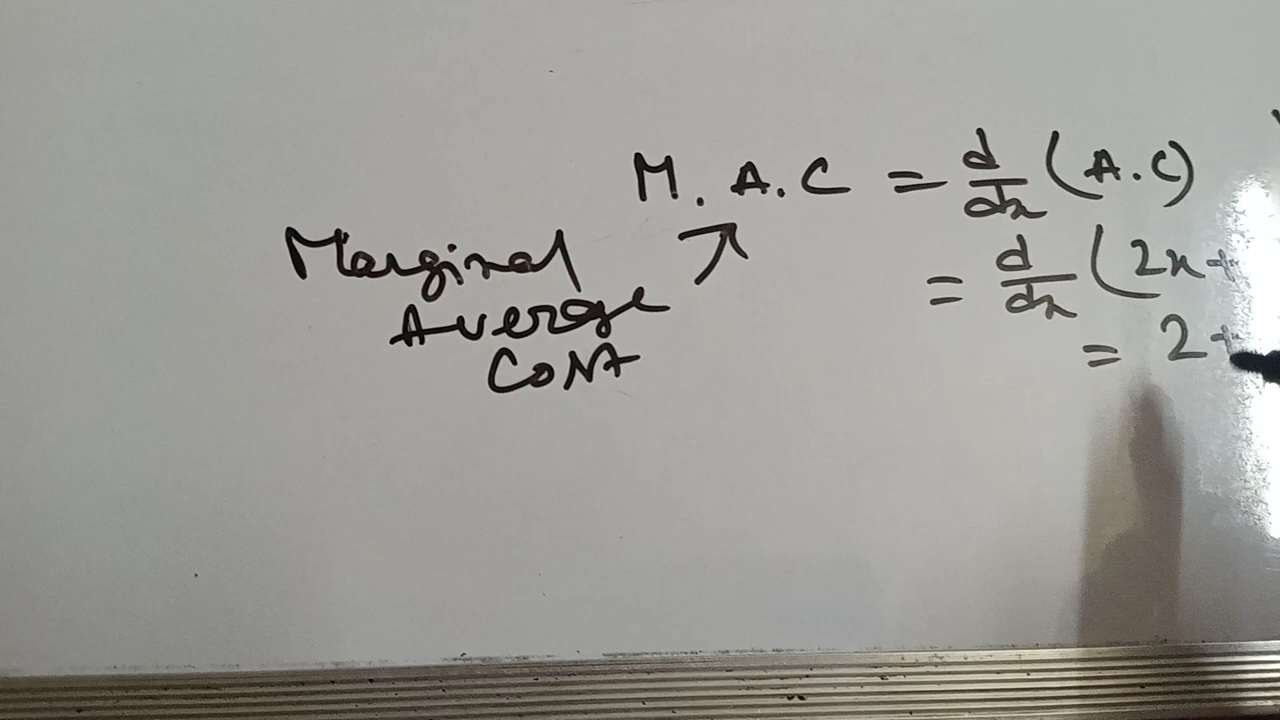 M. A.C = d/dx (A.C)
Marginal
= d/dx (2x+
Average
= 2+
Cost